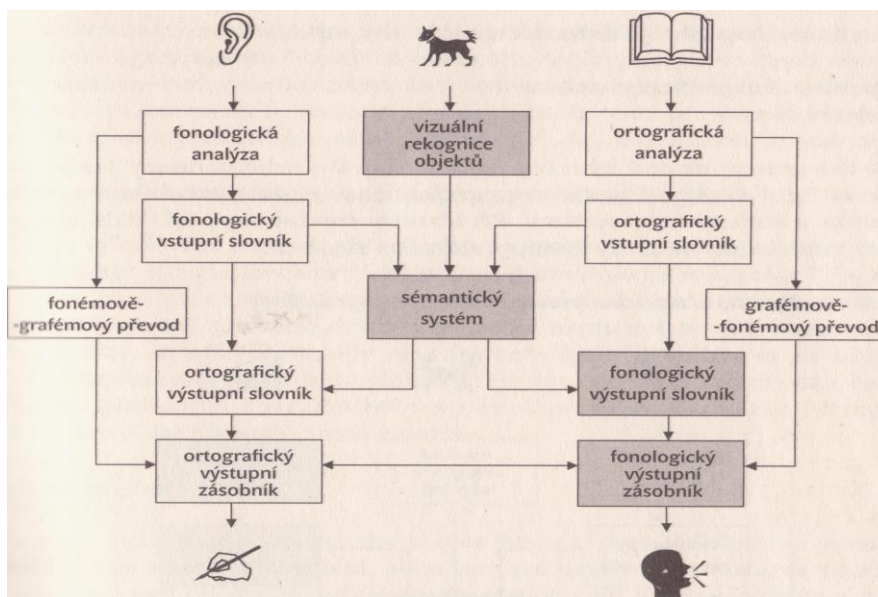 fonologická
analýza
vizuální
rekognice
objektů
ortografická
analýza
fonologický
vstupní slovník
ortografický
vstupní slovník
fonémově-
-grafémový převod
sémantický
systém
grafémově-
-fonémový převod
ortografický
výstupní slovník
fonologický
výstupní slovník
ortografický
výstupní
zásobník
fonologický
výstupní
zásobník